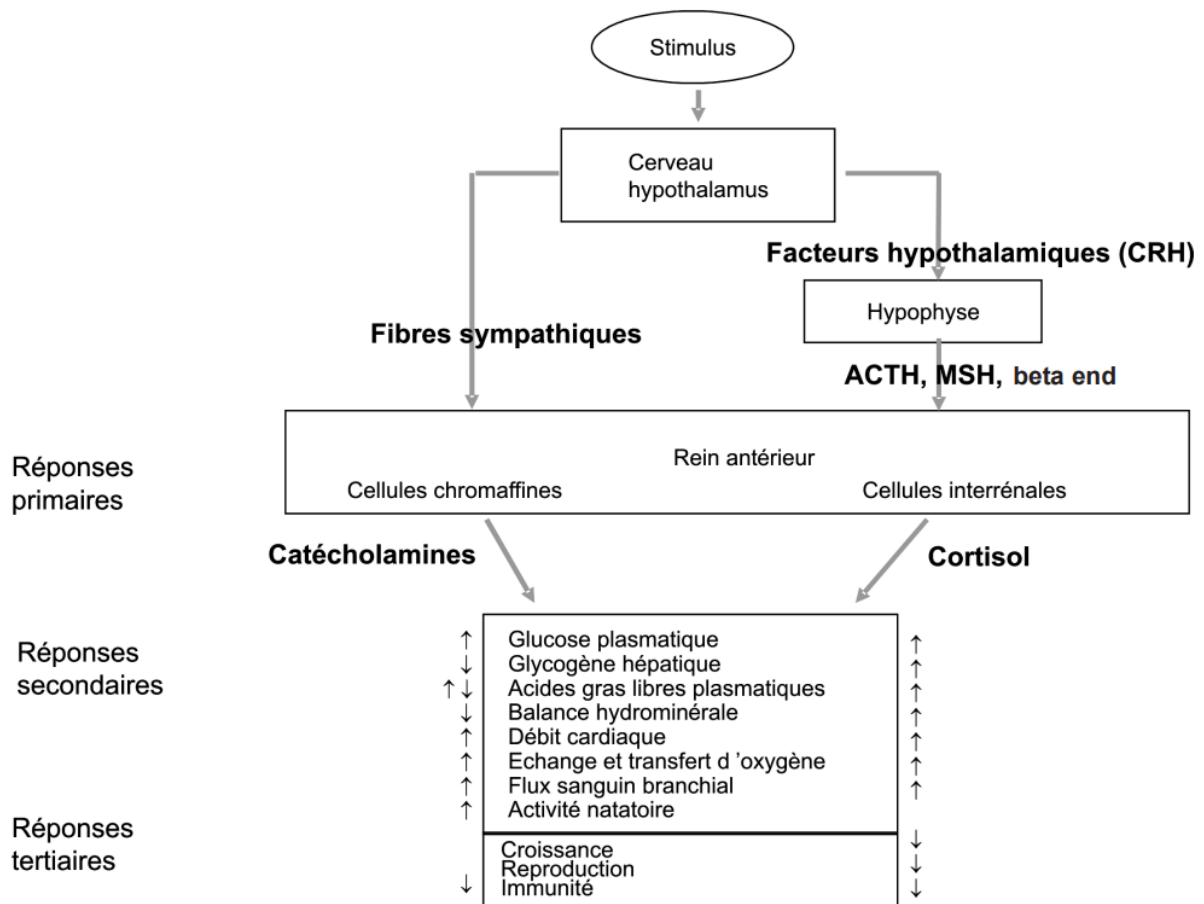 Stimulus
Cerveau
hypothalamus
Facteurs hypothalamiques (CRH)
Hypophyse
Fibres sympathiques
ACTH, MSH, beta end
Réponses
primaires
Rein antérieur
Cellules chromaffines
Cellules interrénales
Catécholamines
Cortisol
Réponses
secondaires
↑ Glucose plasmatique ↑
↓ Glycogène hépatique ↑
↑ ↓ Acides gras libres plasmatiques ↑
↓ Balance hydrominérale ↑
↑ Débit cardiaque ↑
↑ Echange et transfert d ’oxygène ↑
↑ Flux sanguin branchial ↑
↑ Activité natatoire
Réponses
tertiaires
Croissance ↓
Reproduction ↓
↓ Immunité ↓